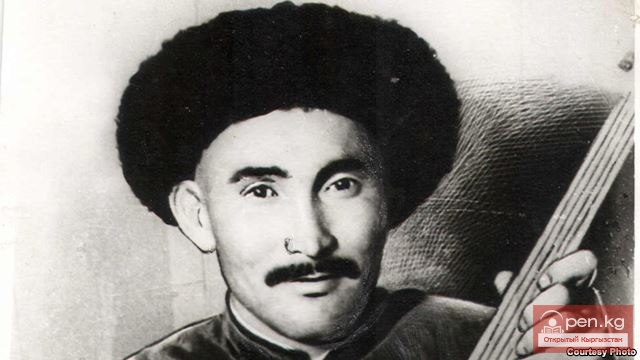 open.kg
Открытый Кыргызстан
Courtesy Photo